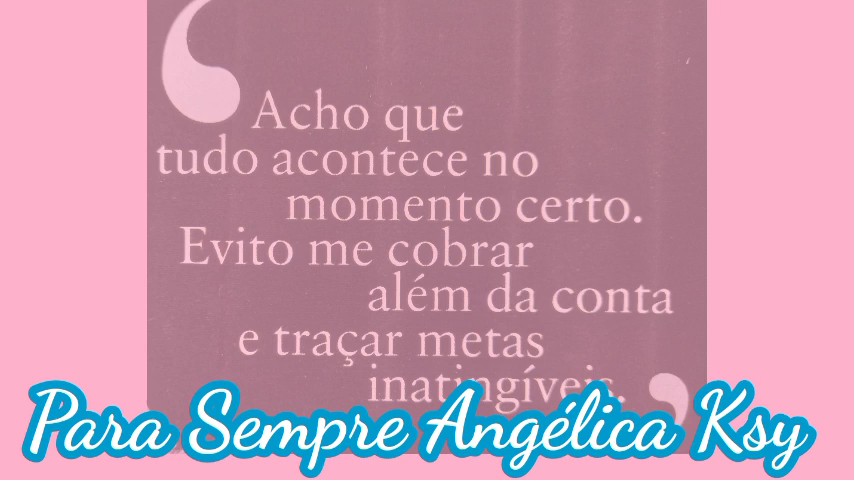 Acho que
tudo acontece no
momento certo.
Evito me cobrar
além da conta
e traçar metas
inatingíveis.
Para Sempre Angélica Ksy